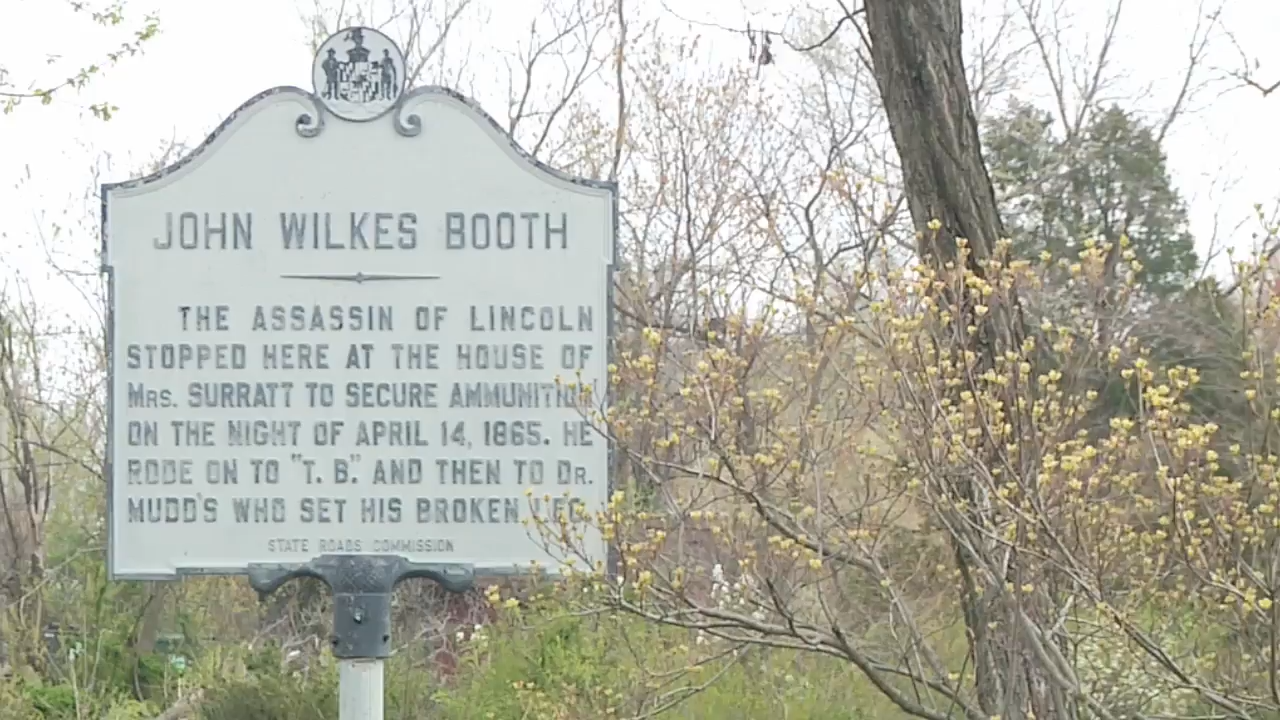 JOHN WILKES BOOTH
THE ASSASSIN OF LINCOLN
STOPPED HERE AT THE HOUSE OF
MRS. SURRATT TO SECURE AMMUNITION
ON THE NIGHT OF APRIL 14, 1865. HE
RODE ON TO "T. B." AND THEN TO DR.
MUDD'S WHO SET HIS BROKEN LEG.
STATE ROADS COMMISSION